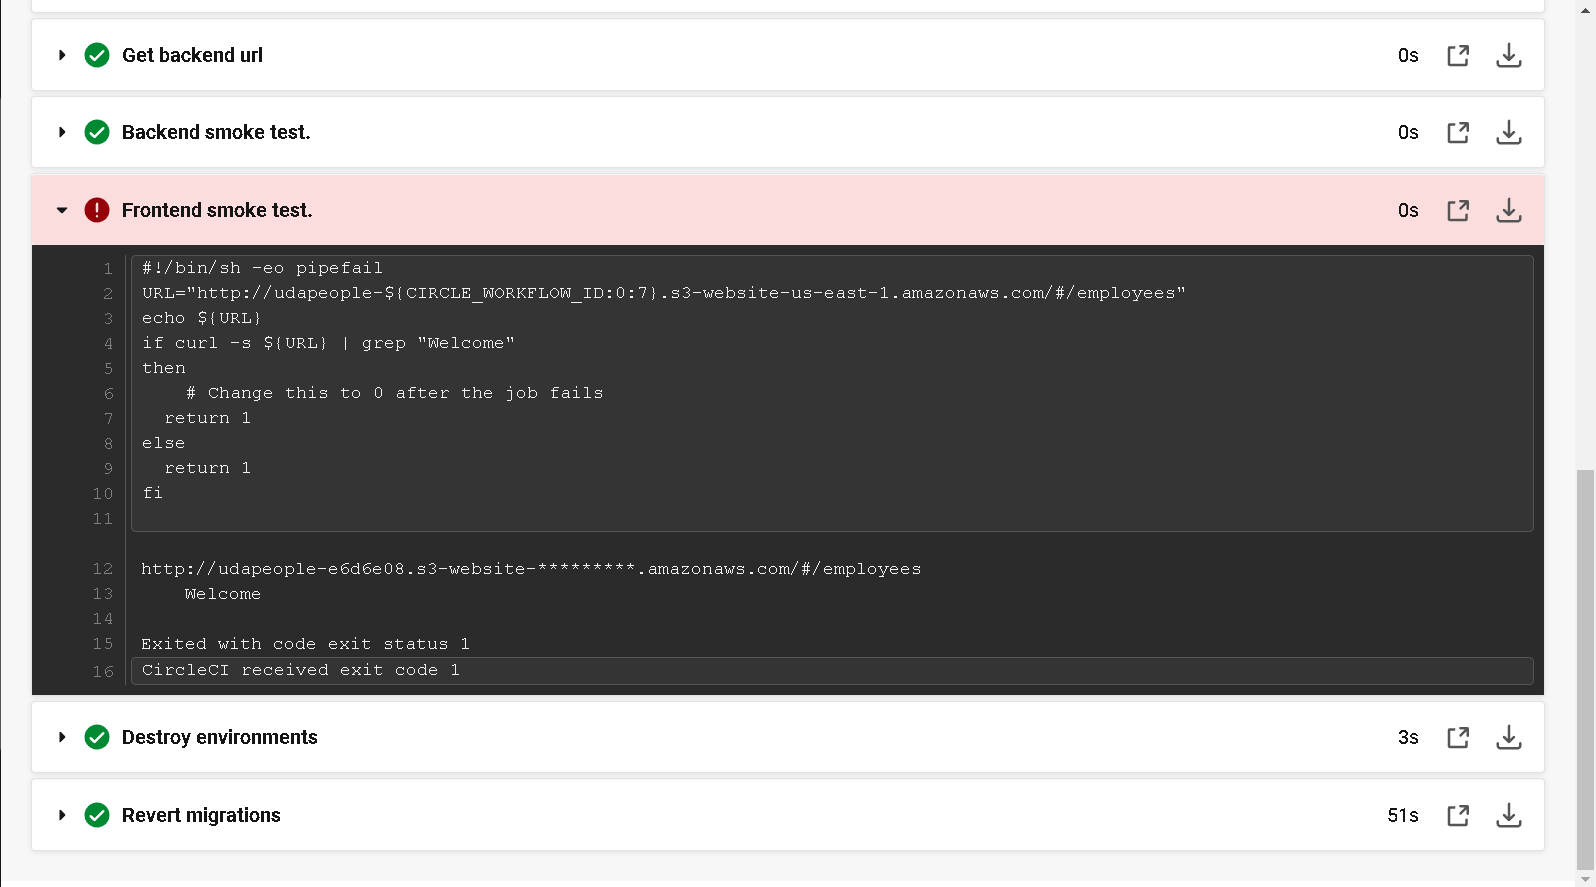 Get backend url 0s
Backend smoke test. 0s
Frontend smoke test. 0s
1 #!/bin/sh -eo pipefail
2 URL="http://udapeople-${CIRCLE_WORKFLOW_ID:0:7}.s3-website-us-east-1.amazonaws.com/#/employees"
3 echo ${URL}
4 if curl -s ${URL} | grep "Welcome"
5 then
6     # Change this to 0 after the job fails
7   return 1
8 else
9   return 1
10 fi
11
12 http://udapeople-e6d6e08.s3-website-*********.amazonaws.com/#/employees
13     Welcome
14
15 Exited with code exit status 1
16 CircleCI received exit code 1
Destroy environments 3s
Revert migrations 51s